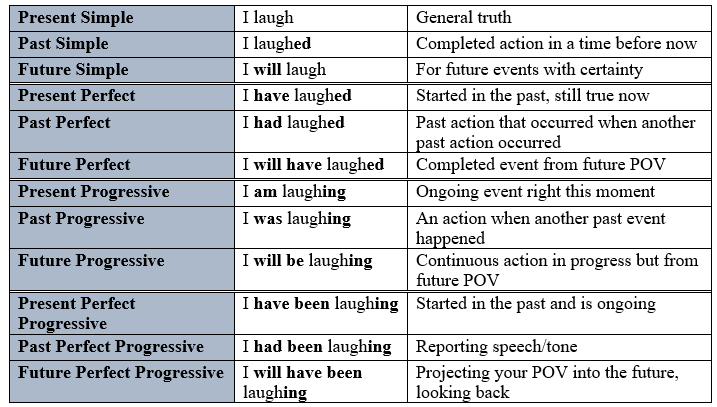 Present Simple I laugh General truth
Past Simple I laughed Completed action in a time before now
Future Simple I will laugh For future events with certainty
Present Perfect I have laughed Started in the past, still true now
Past Perfect I had laughed Past action that occurred when another
past action occurred
Future Perfect I will have laughed Completed event from future POV
Present Progressive I am laughing Ongoing event right this moment
Past Progressive I was laughing An action when another past event
happened
Future Progressive I will be laughing Continuous action in progress but from
future POV
Present Perfect I have been laughing Started in the past and is ongoing
Progressive
Past Perfect Progressive I had been laughing Reporting speech/tone
Future Perfect Progressive I will have been Projecting your POV into the future,
laughing looking back